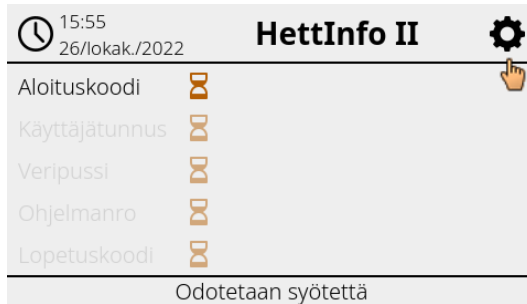 15:55
26/lokak./2022
HettInfo II
Aloituskoodi
Käyttäjätunnus
Veripussi
Ohjelmanro
Lopetuskoodi
Odotetaan syötettä